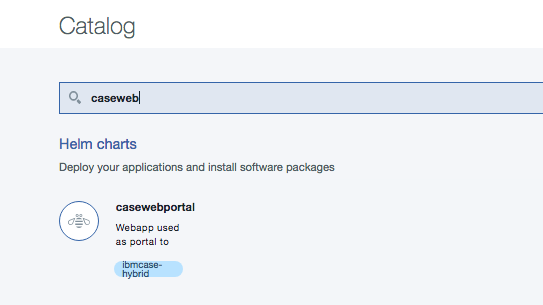 Catalog
caseweb
Helm charts
Deploy your applications and install software packages
casewebportal
Webapp used
as portal to
ibmcase-
hybrid